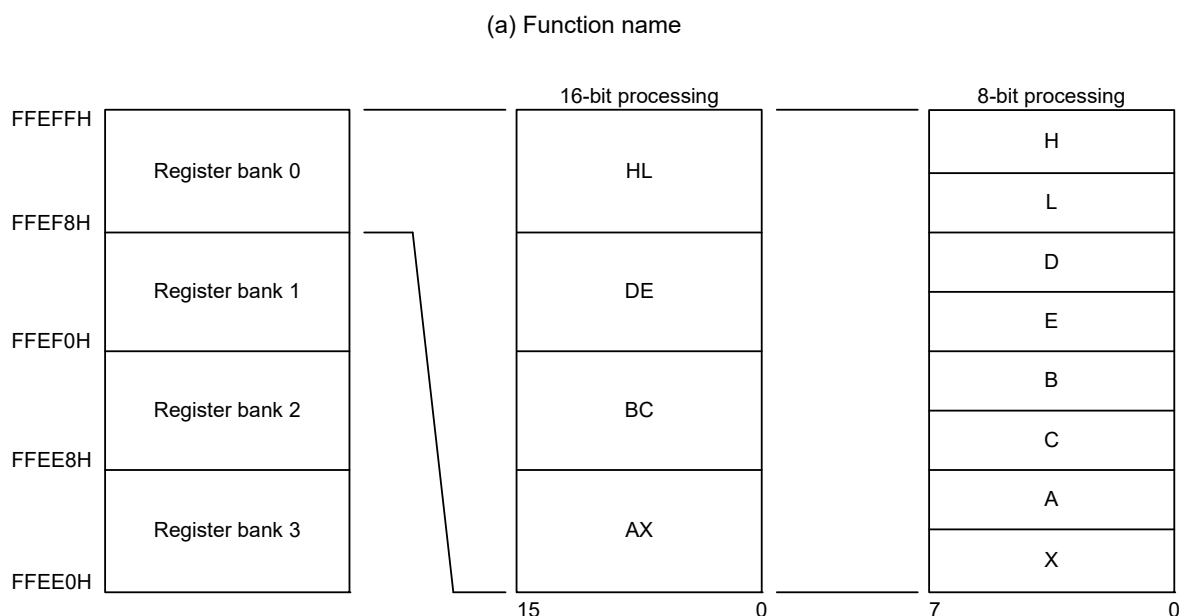 (a) Function name
16-bit processing 8-bit processing
FFEFFH
Register bank 0 HL H
L
FFEF8H
Register bank 1 DE D
E
FFEF0H
Register bank 2 BC B
C
FFEE8H
Register bank 3 AX A
X
FFEE0H
15 0 7 0